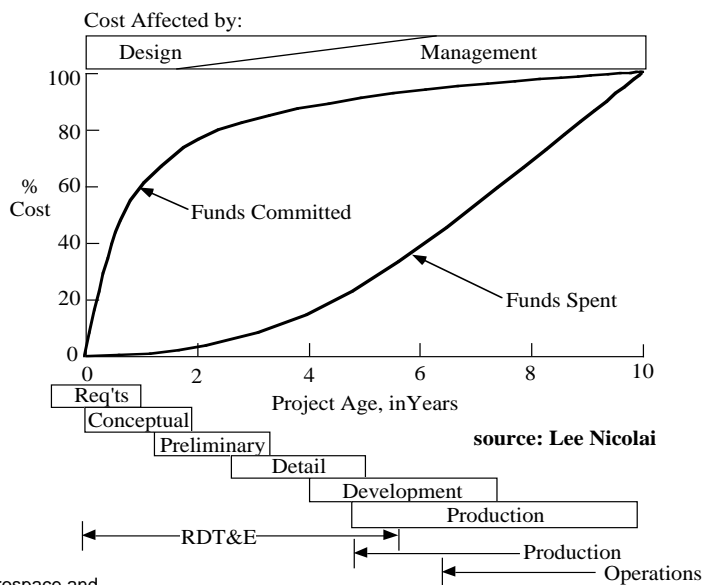 Cost Affected by:
Design Management
100
80
60
% Cost
40
20
0
Funds Committed
Funds Spent
0 2 4 6 8 10
Project Age, inYears
Req'ts
Conceptual
Preliminary
source: Lee Nicolai
Detail
Development
Production
RDT&E
Production
Operations